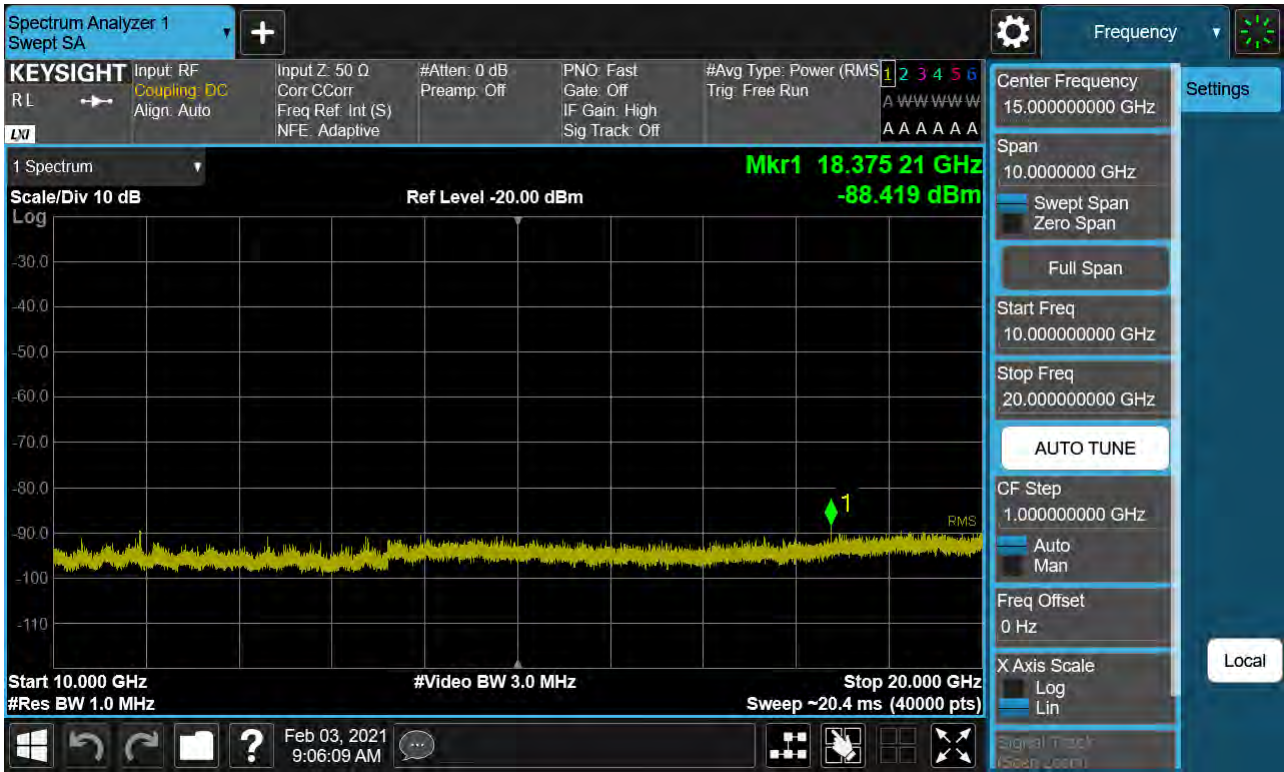 Spectrum Analyzer 1
Swept SA
Frequency
KEYSIGHT
RL
LXI
Input: RF
Coupling: DC
Align: Auto
Input Z: 50 Ω
Corr CCorr
Freq Ref: Int (S)
NFE: Adaptive
#Atten: 0 dB
Preamp: Off
PNO: Fast
Gate: Off
IF Gain: High
Sig Track: Off
#Avg Type: Power (RMS
Trig: Free Run
1 2 3 4 5 6
A W W W W W
A A A A A A
1 Spectrum
Scale/Div 10 dB
Log
Ref Level -20.00 dBm
Mkr1 18.375 21 GHz
-88.419 dBm
-30.0
-40.0
-50.0
-60.0
-70.0
-80.0
-90.0
-100
-110
1
RMS
Start 10.000 GHz
#Res BW 1.0 MHz
#Video BW 3.0 MHz
Stop 20.000 GHz
Sweep ~20.4 ms (40000 pts)
Center Frequency
15.000000000 GHz
Span
10.0000000 GHz
Swept Span
Zero Span
Full Span
Start Freq
10.000000000 GHz
Stop Freq
20.000000000 GHz
AUTO TUNE
CF Step
1.000000000 GHz
Auto
Man
Freq Offset
0 Hz
X Axis Scale
Log
Lin
Signal Track
(Span Zoom)
Settings
Local
?
Feb 03, 2021
9:06:09 AM